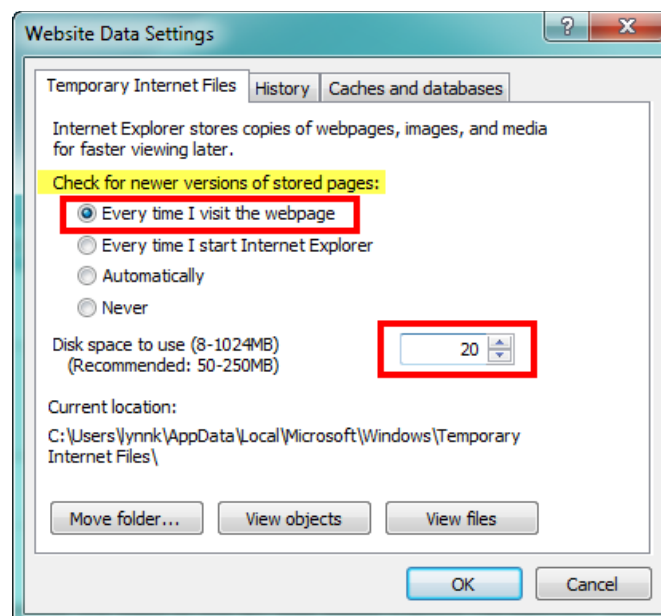 Website Data Settings
Temporary Internet Files
History
Caches and databases
Internet Explorer stores copies of webpages, images, and media
for faster viewing later.
Check for newer versions of stored pages:
Every time I visit the webpage
Every time I start Internet Explorer
Automatically
Never
Disk space to use (8-1024MB)
(Recommended: 50-250MB)
20
Current location:
C:\Users\lynnk\AppData\Local\Microsoft\Windows\Temporary
Internet Files\
Move folder...
View objects
View files
OK
Cancel